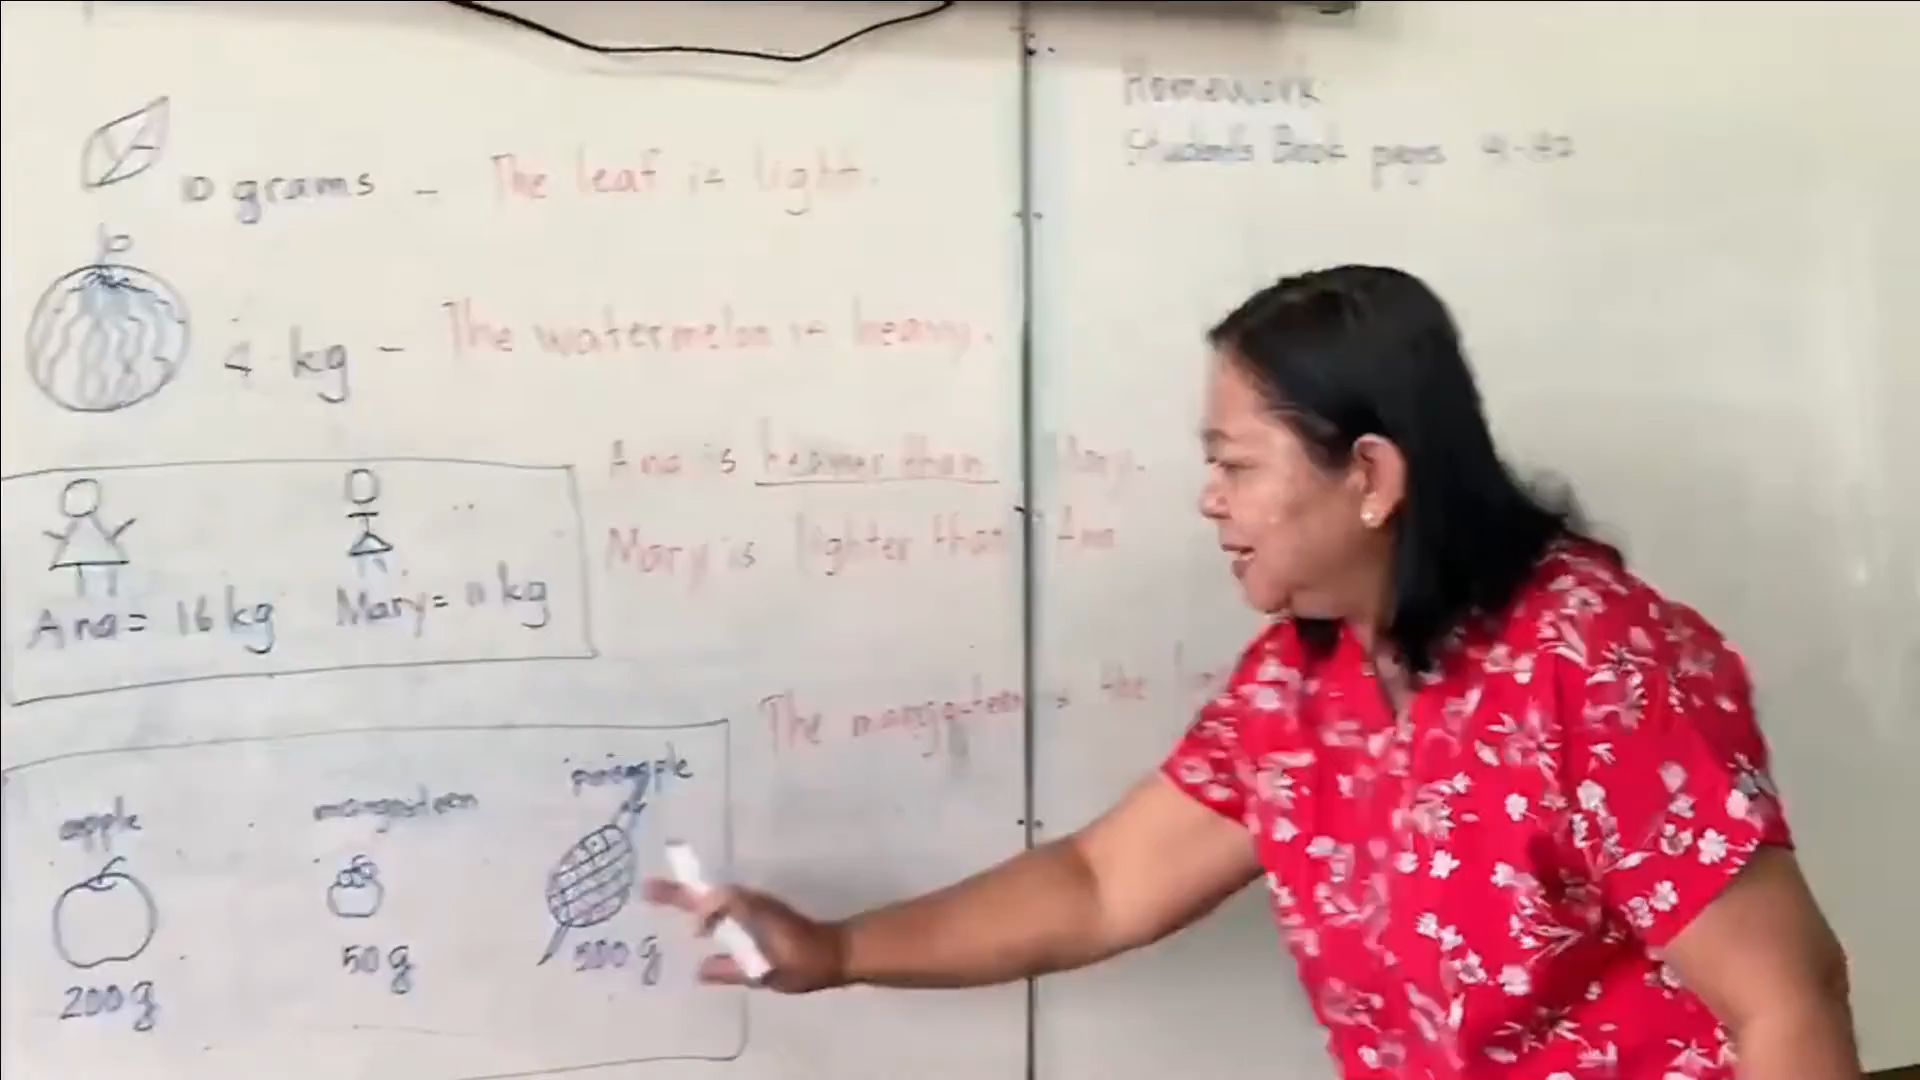 Homework
Student's Book pages
10 grams - The leaf is light.
4 kg - The watermelon is heavy.
Ana is heavier than Mary.
Mary is lighter than Ana
Ana = 16 kg Mary = 11 kg
The mangosteen is the
apple mangosteen pineapple
200 g 50 g 500 g